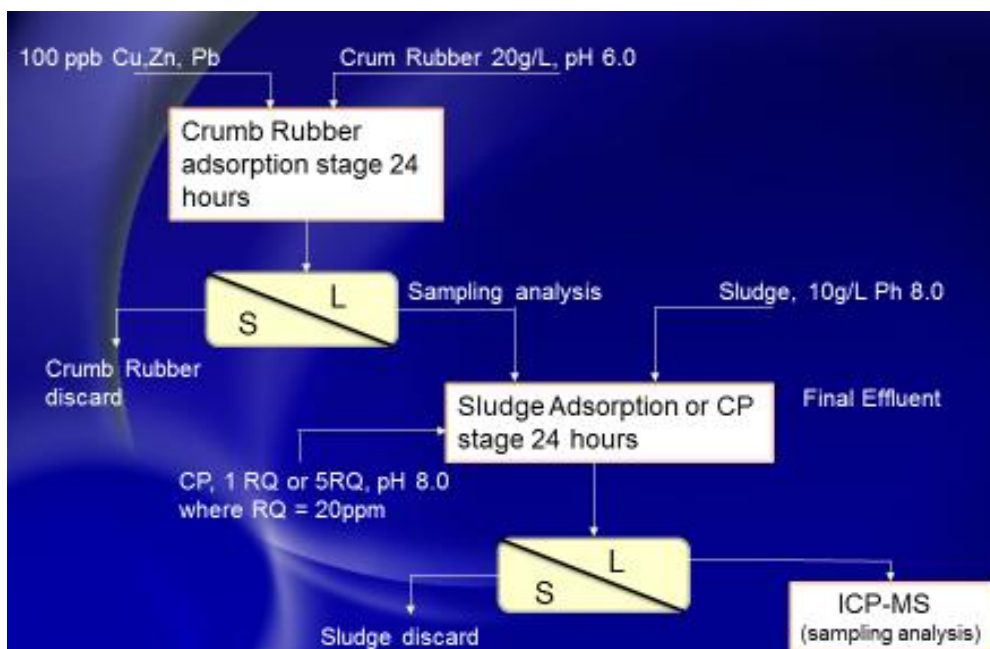 100 ppb Cu,Zn, Pb
Crum Rubber 20g/L, pH 6.0
Crumb Rubber
adsorption stage 24
hours
L
S
Sampling analysis
Sludge, 10g/L Ph 8.0
Crumb Rubber
discard
Sludge Adsorption or CP
stage 24 hours
Final Effluent
CP, 1 RQ or 5RQ, pH 8.0
where RQ = 20ppm
L
S
Sludge discard
ICP-MS
(sampling analysis)